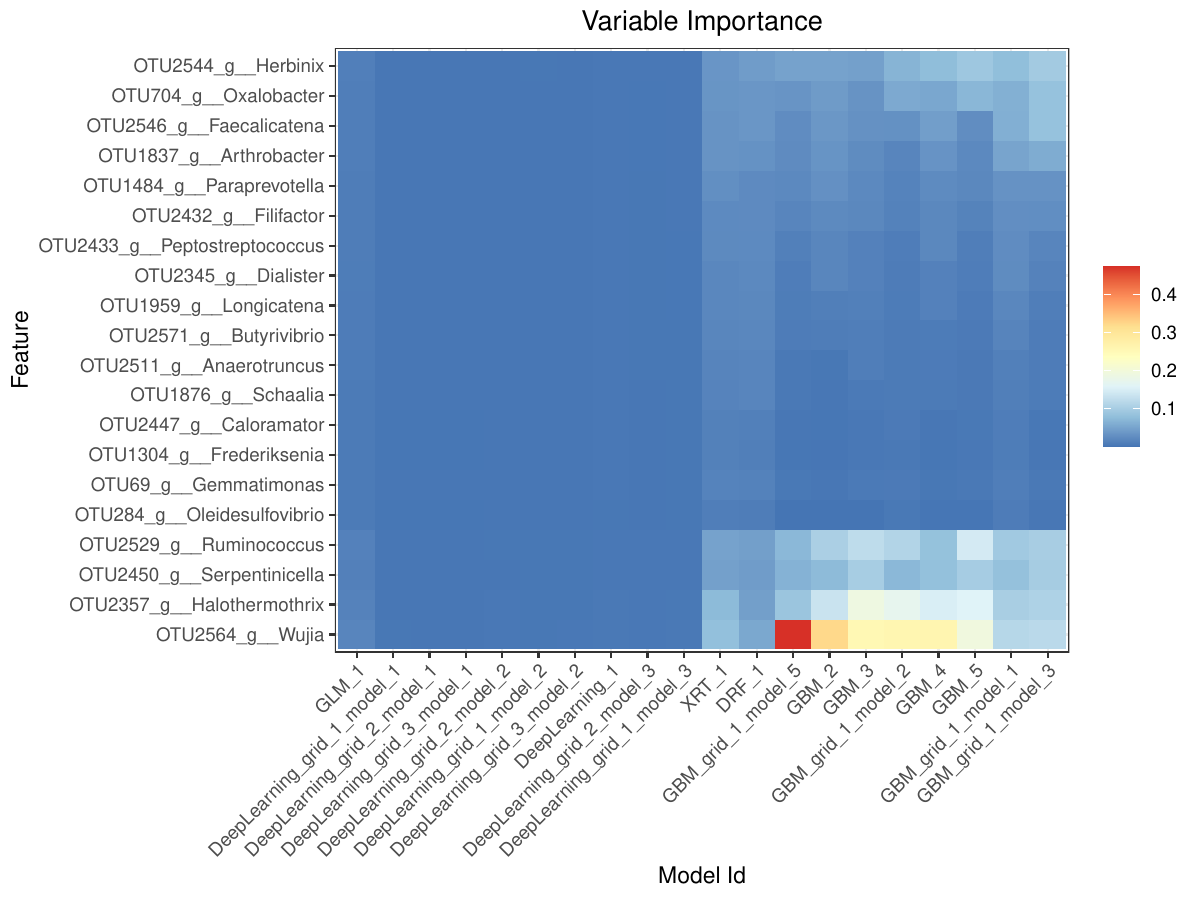 Variable Importance
OTU2544_g__Herbinix
OTU704_g__Oxalobacter
OTU2546_g__Faecalicatena
OTU1837_g__Arthrobacter
OTU1484_g__Paraprevotella
OTU2432_g__Filifactor
OTU2433_g__Peptostreptococcus
OTU2345_g__Dialister
OTU1959_g__Longicatena
OTU2571_g__Butyrivibrio
OTU2511_g__Anaerotruncus
OTU1876_g__Schaalia
OTU2447_g__Caloramator
OTU1304_g__Frederiksenia
OTU69_g__Gemmatimonas
OTU284_g__Oleidesulfovibrio
OTU2529_g__Ruminococcus
OTU2450_g__Serpentinicella
OTU2357_g__Halothermothrix
OTU2564_g__Wujia
Feature
0.4
0.3
0.2
0.1
GLM_1
DeepLearning_grid_1_model_1
DeepLearning_grid_2_model_1
DeepLearning_grid_3_model_1
DeepLearning_grid_2_model_2
DeepLearning_grid_1_model_2
DeepLearning_grid_3_model_2
DeepLearning_1
DeepLearning_grid_2_model_3
DeepLearning_grid_1_model_3
XRT_1
DRF_1
GBM_grid_1_model_5
GBM_2
GBM_3
GBM_grid_1_model_2
GBM_4
GBM_5
GBM_grid_1_model_1
GBM_grid_1_model_3
Model Id